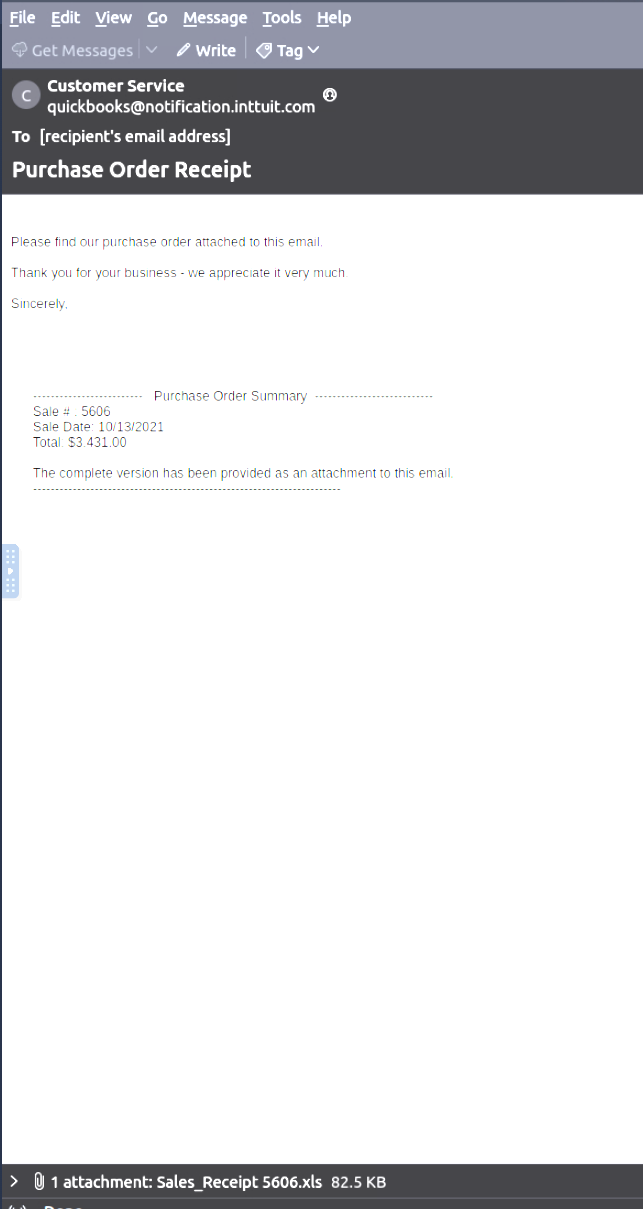 File Edit View Go Message Tools Help
Get Messages Write Tag
C
Customer Service
quickbooks@notification.inttuit.com
To [recipient's email address]
Purchase Order Receipt
Please find our purchase order attached to this email.
Thank you for your business - we appreciate it very much.
Sincerely,
------------------------ Purchase Order Summary --------------------------
Sale # : 5606
Sale Date: 10/13/2021
Total: $3,431.00
The complete version has been provided as an attachment to this email.
--------------------------------------------------------------------
1 attachment: Sales_Receipt 5606.xls 82.5 KB